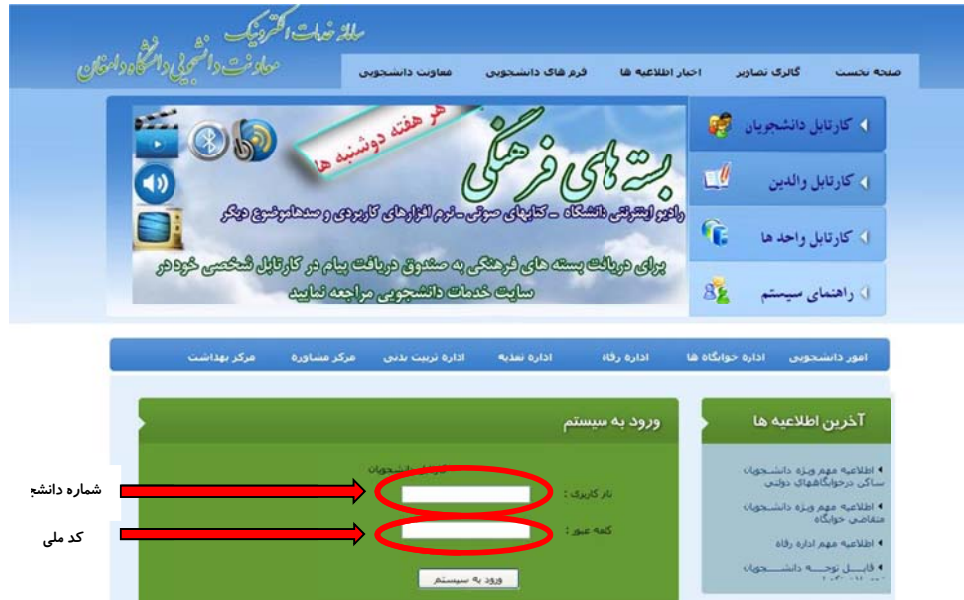 سامانه خدمات الکترونیک
معاونت دانشجویی دانشگاه دامغان
صفحه نخست
گالری تصاویر
اخبار اطلاعیه ها
فرم های دانشجویی
معاونت دانشجویی
کارتابل دانشجویان
کارتابل والدین
کارتابل واحد ها
راهنمای سیستم
هر هفته دوشنبه ها
بسته های فرهنگی
رادیو اینترنتی دانشگاه - کتابهای صوتی - نرم افزارهای کاربردی و صدهاموضوع دیگر
برای دریافت بسته های فرهنگی به صندوق دریافت پیام در کارتابل شخصی خود در
سایت خدمات دانشجویی مراجعه نمایید
امور دانشجویی
اداره خوابگاه ها
اداره رفاه
اداره تغذیه
اداره تربیت بدنی
مرکز مشاوره
مرکز بهداشت
آخرین اطلاعیه ها
اطلاعیه مهم ویژه دانشجویان
ساکن درخوابگاههای دولتی
اطلاعیه مهم ویژه دانشجویان
متقاضی خوابگاه
اطلاعیه مهم اداره رفاه
قابل توجه دانشجویان
ورود به سیستم
کارتابل دانشجویان
نام کاربری :
کلمه عبور :
ورود به سیستم
شماره دانشج
کد ملی